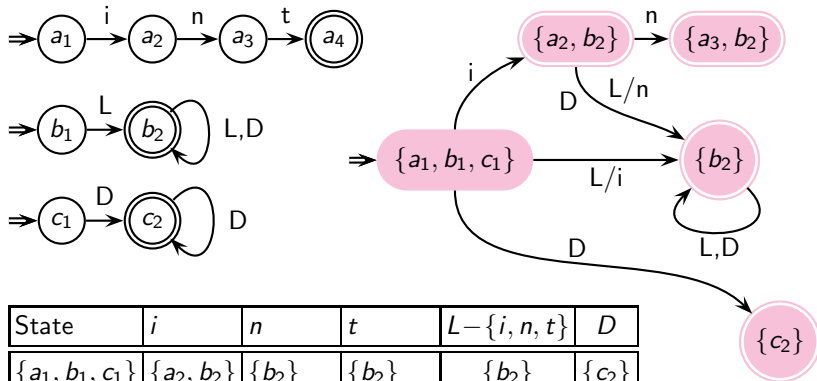 a₁ i a₂ n a₃ t a₄
b₁ L b₂ L,D
c₁ D c₂ D
{a₁, b₁, c₁}
i
{a₂, b₂}
n
{a₃, b₂}
D L/n
L/i
{b₂}
L,D
D
{c₂}
State i n t L−{i, n, t} D
{a₁, b₁, c₁} {a₂, b₂} {b₂} {b₂} {b₂} {c₂}